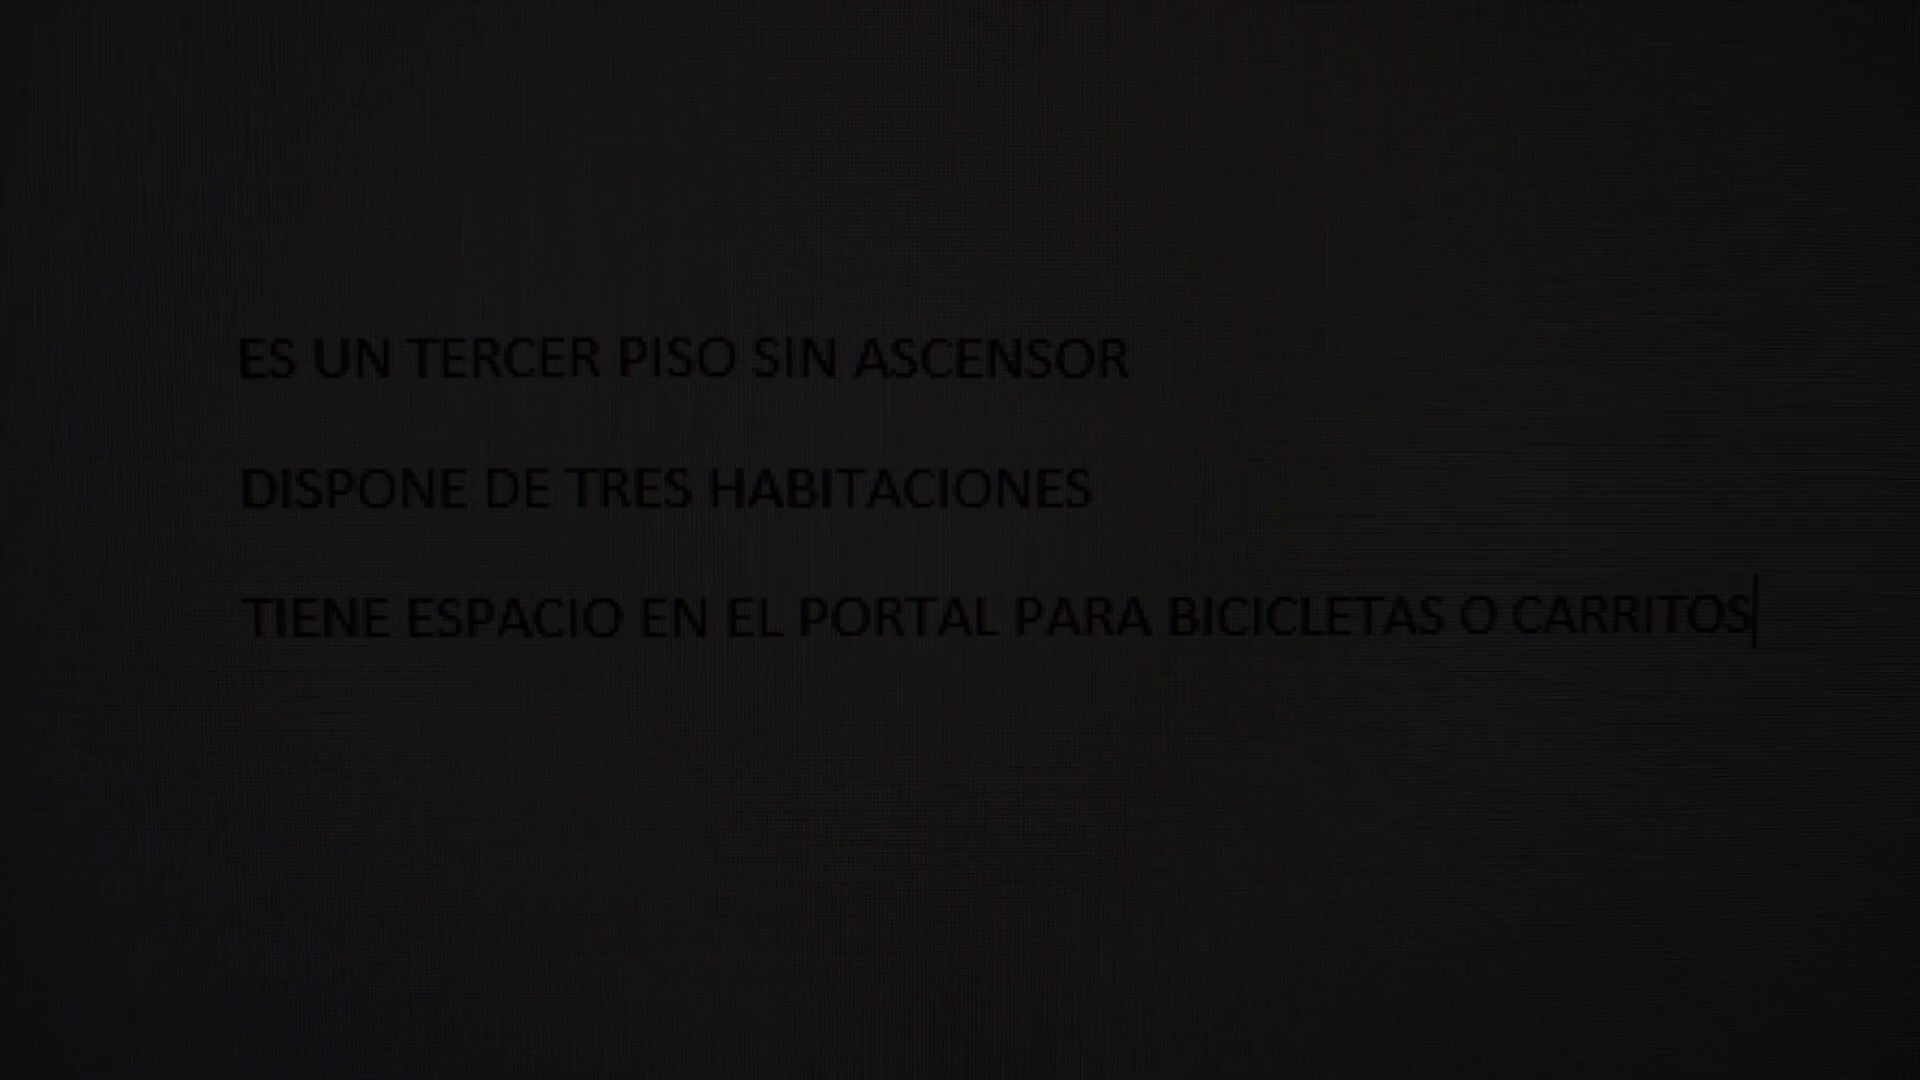 ES UN TERCER PISO SIN ASCENSOR
DISPONE DE TRES HABITACIONES
TIENE ESPACIO EN EL PORTAL PARA BICICLETAS O CARRITOS